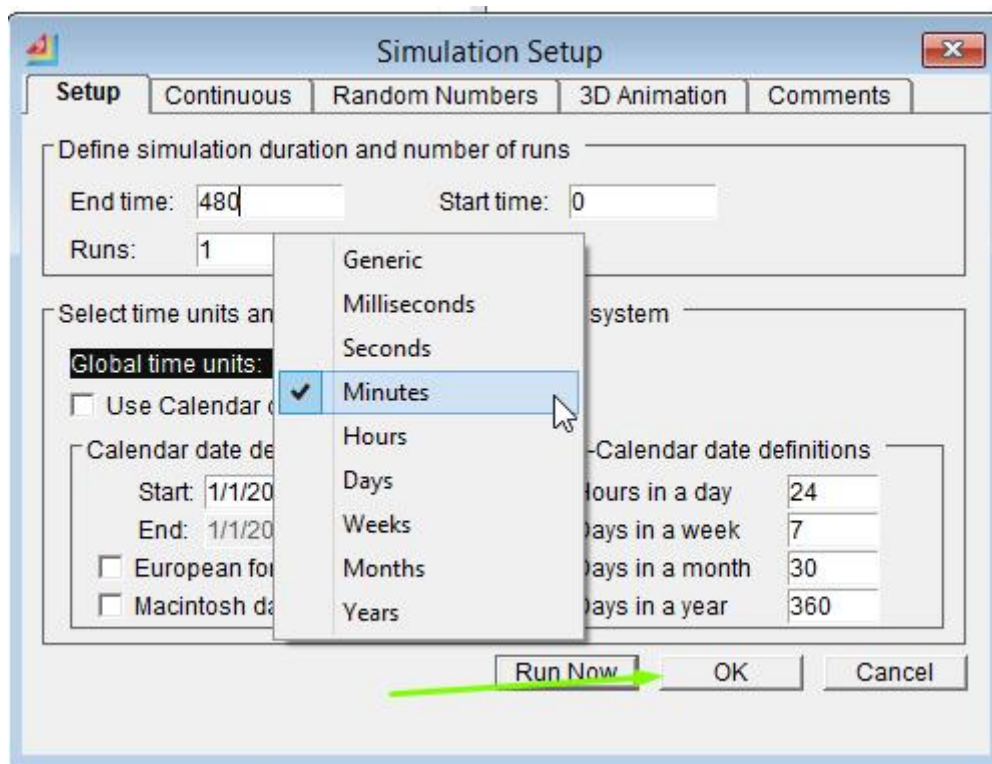 Simulation Setup
Setup Continuous Random Numbers 3D Animation Comments
Define simulation duration and number of runs
End time: 480 Start time: 0
Runs: 1
Generic
Milliseconds
Seconds
Minutes
Hours
Days
Weeks
Months
Years
Select time units an system
Global time units:
Use Calendar
Calendar date de -Calendar date definitions
Start: 1/1/20 Hours in a day 24
End: 1/1/20 Days in a week 7
European for Days in a month 30
Macintosh da Days in a year 360
Run Now OK Cancel